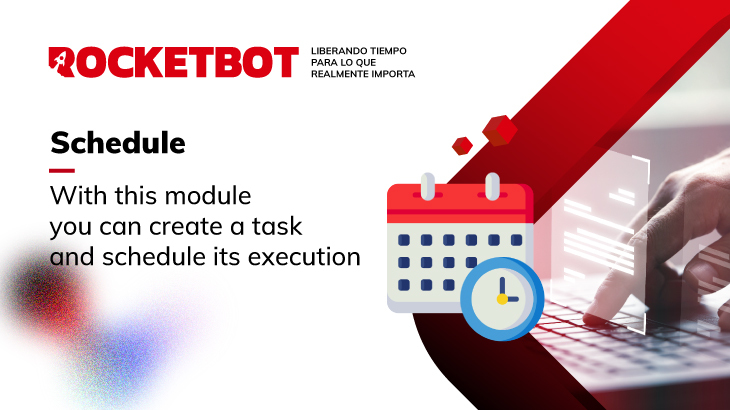 ROCKETBOT
LIBERANDO TIEMPO
PARA LO QUE
REALMENTE IMPORTA
Schedule
With this module
you can create a task
and schedule its execution